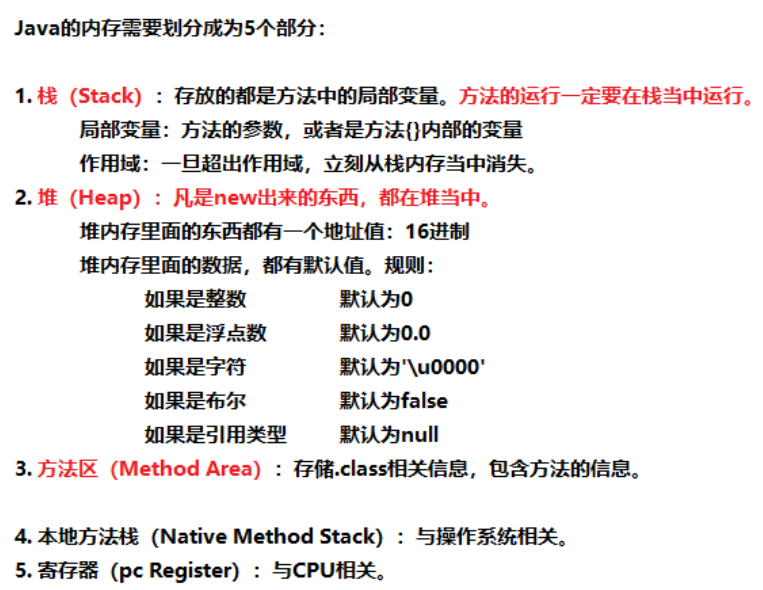 Java的内存需要划分成为5个部分：
1. 栈（Stack）：存放的都是方法中的局部变量。方法的运行一定要在栈当中运行。
局部变量：方法的参数，或者是方法{}内部的变量
作用域：一旦超出作用域，立刻从栈内存当中消失。
2. 堆（Heap）：凡是new出来的东西，都在堆当中。
堆内存里面的东西都有一个地址值：16进制
堆内存里面的数据，都有默认值。规则：
如果是整数 默认为0
如果是浮点数 默认为0.0
如果是字符 默认为'\u0000'
如果是布尔 默认为false
如果是引用类型 默认为null
3. 方法区（Method Area）：存储.class相关信息，包含方法的信息。
4. 本地方法栈（Native Method Stack）：与操作系统相关。
5. 寄存器（pc Register）：与CPU相关。